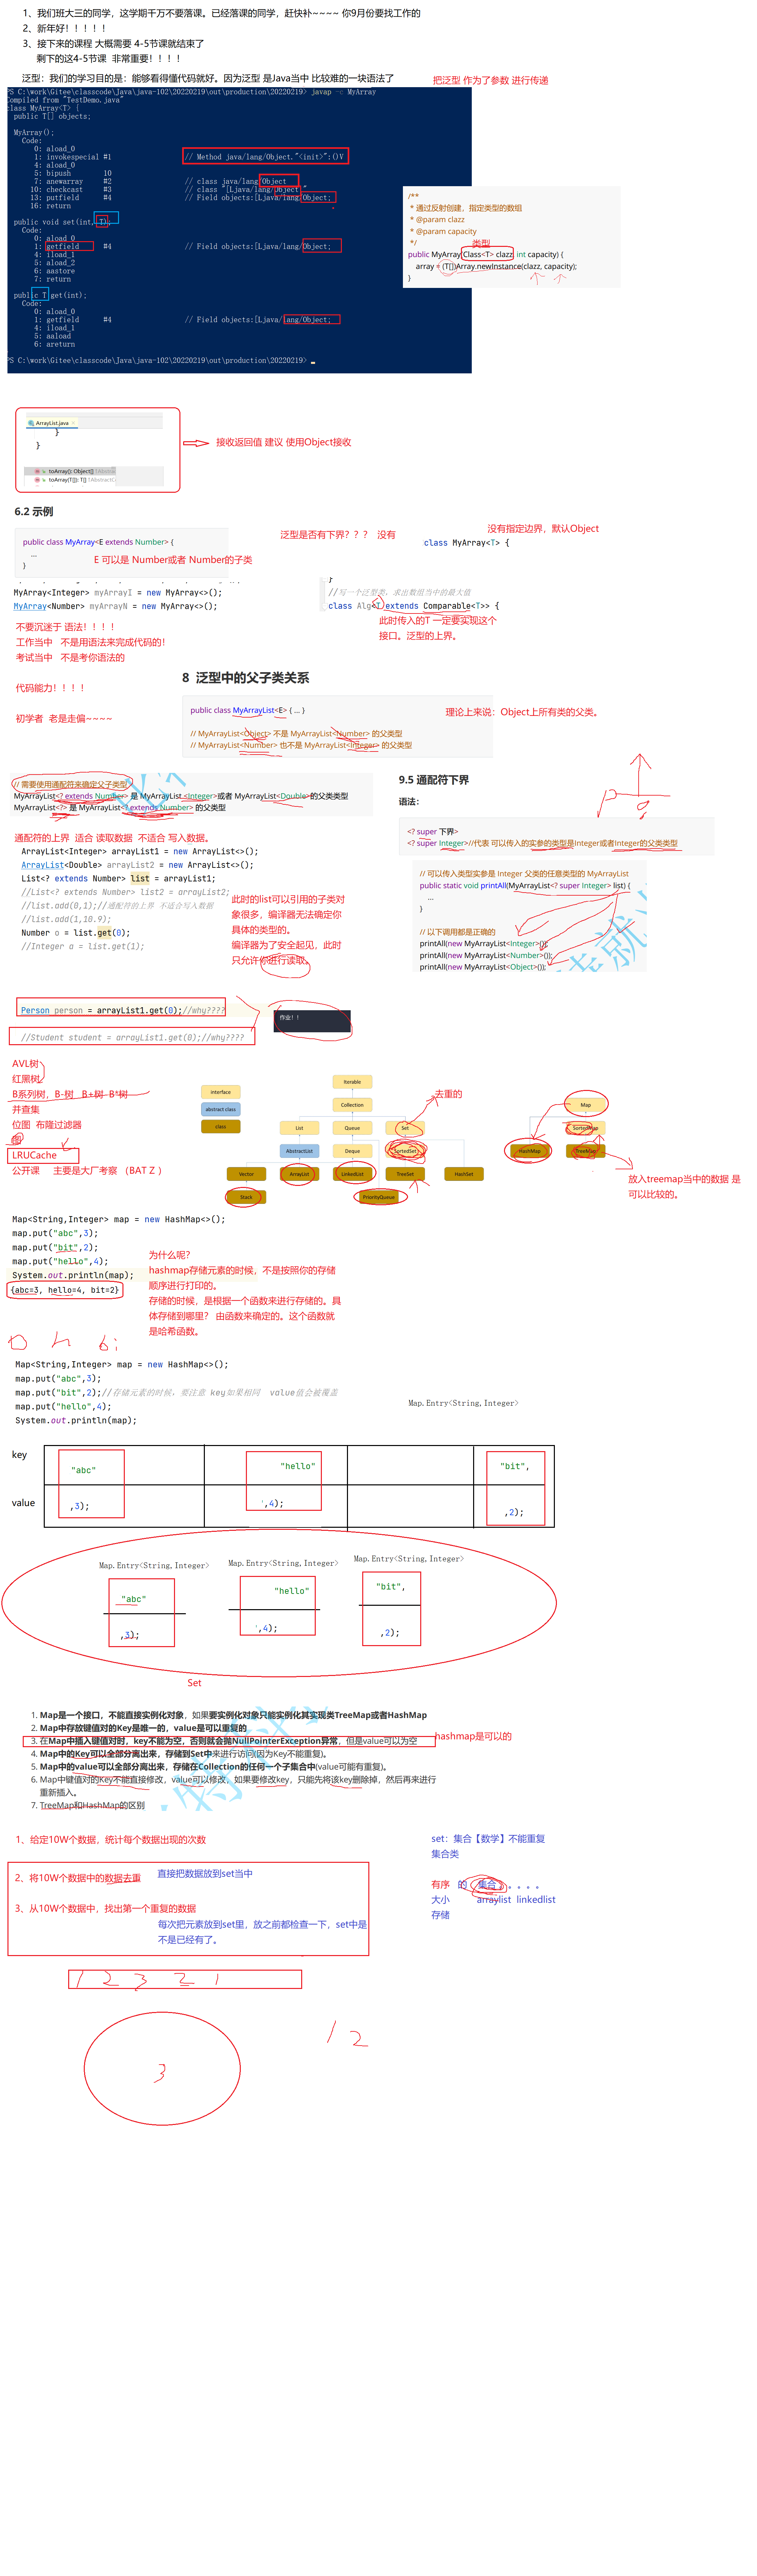 1、我们班大三的同学，这学期千万不要落课。已经落课的同学，赶快补~~~~ 你9月份要找工作的
2、新年好！！！！！
3、接下来的课程 大概需要 4-5节课就结束了
剩下的这4-5节课 非常重要！！！！
泛型：我们的学习目的是：能够看得懂代码就好。因为泛型 是Java当中 比较难的一块语法了
把泛型 作为了参数 进行传递
PS C:\work\Gitee\classcode\Java\java-102\20220219\out\production\20220219> javap -c MyArray
Compiled from "TestDemo.java"
class MyArray<T> {
public T[] objects;
MyArray();
Code:
0: aload_0
1: invokespecial #1 // Method java/lang/Object."<init>":()V
4: aload_0
5: bipush 10
7: anewarray #2 // class java/lang/Object
10: checkcast #3 // class "[Ljava/lang/Object;"
13: putfield #4 // Field objects:[Ljava/lang/Object;
16: return
public void set(int, T);
Code:
0: aload_0
1: getfield #4 // Field objects:[Ljava/lang/Object;
4: iload_1
5: aload_2
6: aastore
7: return
public T get(int);
Code:
0: aload_0
1: getfield #4 // Field objects:[Ljava/lang/Object;
4: iload_1
5: aaload
6: areturn
PS C:\work\Gitee\classcode\Java\java-102\20220219\out\production\20220219>
/**
* 通过反射创建，指定类型的数组
* @param clazz
* @param capacity
*/
类型
public MyArray(Class<T> clazz, int capacity) {
array = (T[])Array.newInstance(clazz, capacity);
}
ArrayList.java
}
}
toArray(): Object[]
toArray(T[]): T[]
接收返回值 建议 使用Object接收
6.2 示例
public class MyArray<E extends Number> {
...
}
E 可以是 Number或者 Number的子类
泛型是否有下界？？？ 没有
没有指定边界，默认Object
class MyArray<T> {
MyArray<Integer> myArrayI = new MyArray<>();
MyArray<Number> myArrayN = new MyArray<>();
}
//写一个泛型类，求出数组当中的最大值
class Alg<T extends Comparable<T>> {
此时传入的T 一定要实现这个
接口。泛型的上界。
不要沉迷于 语法！！！！
工作当中 不是用语法来完成代码的！
考试当中 不是考你语法的
代码能力！！！！
初学者 老是走偏~~~~
8 泛型中的父子类关系
public class MyArrayList<E> { ... }
// MyArrayList<Object> 不是 MyArrayList<Number> 的父类型
// MyArrayList<Number> 也不是 MyArrayList<Integer> 的父类型
理论上来说：Object上所有类的父类。
// 需要使用通配符来确定父子类型
MyArrayList<? extends Number> 是 MyArrayList <Integer>或者 MyArrayList<Double>的父类类型
MyArrayList<?> 是 MyArrayList<? extends Number> 的父类型
9.5 通配符下界
语法：
<? super 下界>
<? super Integer>//代表 可以传入的实参的类型是Integer或者Integer的父类类型
通配符的上界 适合 读取数据 不适合 写入数据。
ArrayList<Integer> arrayList1 = new ArrayList<>();
ArrayList<Double> arrayList2 = new ArrayList<>();
List<? extends Number> list = arrayList1;
//List<? extends Number> list2 = arrayList2;
//list.add(0,1);//通配符的上界 不适合写入数据
//list.add(1,10.9);
Number o = list.get(0);
//Integer a = list.get(1);
此时的list可以引用的子类对
象很多，编译器无法确定你
具体的类型的。
编译器为了安全起见，此时
只允许你进行读取。
// 可以传入类型实参是 Integer 父类的任意类型的 MyArrayList
public static void printAll(MyArrayList<? super Integer> list) {
...
}
// 以下调用都是正确的
printAll(new MyArrayList<Integer>());
printAll(new MyArrayList<Number>());
printAll(new MyArrayList<Object>());
Person person = arrayList1.get(0);//why????
//Student student = arrayList1.get(0);//why????
作业！！
AVL树
红黑树
B系列树，B-树 B+树 B*树
并查集
位图 布隆过滤器
图
LRUCache
公开课 主要是大厂考察 （BAT Z ）
interface
abstract class
class
Iterable
Collection
List
Queue
Set
AbstractList
Deque
SortedSet
Vector
ArrayList
LinkedList
TreeSet
HashSet
Stack
PriorityQueue
去重的
Map
SortedMap
HashMap
TreeMap
放入treemap当中的数据 是
可以比较的。
Map<String,Integer> map = new HashMap<>();
map.put("abc",3);
map.put("bit",2);
map.put("hello",4);
System.out.println(map);
{abc=3, hello=4, bit=2}
为什么呢?
hashmap存储元素的时候，不是按照你的存储
顺序进行打印的。
存储的时候，是根据一个函数来进行存储的。具
体存储到哪里？ 由函数来确定的。这个函数就
是哈希函数。
Map<String,Integer> map = new HashMap<>();
map.put("abc",3);
map.put("bit",2);//存储元素的时候，要注意 key如果相同 value值会被覆盖
map.put("hello",4);
System.out.println(map);
Map.Entry<String,Integer>
key
"abc"
"hello"
"bit",
value
,3);
',4);
,2);
Map.Entry<String,Integer>
Map.Entry<String,Integer>
Map.Entry<String,Integer>
"abc"
"hello"
"bit",
,3);
',4);
,2);
Set
1. Map是一个接口，不能直接实例化对象，如果要实例化对象只能实例化其实现类TreeMap或者HashMap
2. Map中存放键值对的Key是唯一的，value是可以重复的
3. 在Map中插入键值对时，key不能为空，否则就会抛NullPointerException异常，但是value可以为空
hashmap是可以的
4. Map中的Key可以全部分离出来，存储到Set中来进行访问(因为Key不能重复)。
5. Map中的value可以全部分离出来，存储在Collection的任何一个子集合中(value可能有重复)。
6. Map中键值对的Key不能直接修改，value可以修改，如果要修改key，只能先将该key删除掉，然后再来进行
重新插入。
7. TreeMap和HashMap的区别
1、给定10W个数据，统计每个数据出现的次数
2、将10W个数据中的数据去重
直接把数据放到set当中
3、从10W个数据中，找出第一个重复的数据
每次把元素放到set里，放之前都检查一下，set中是
不是已经有了。
set：集合【数学】不能重复
集合类
有序 的 集合，。。。。
大小 arraylist linkedlist
存储
1 2 3 2 1
3
1 2